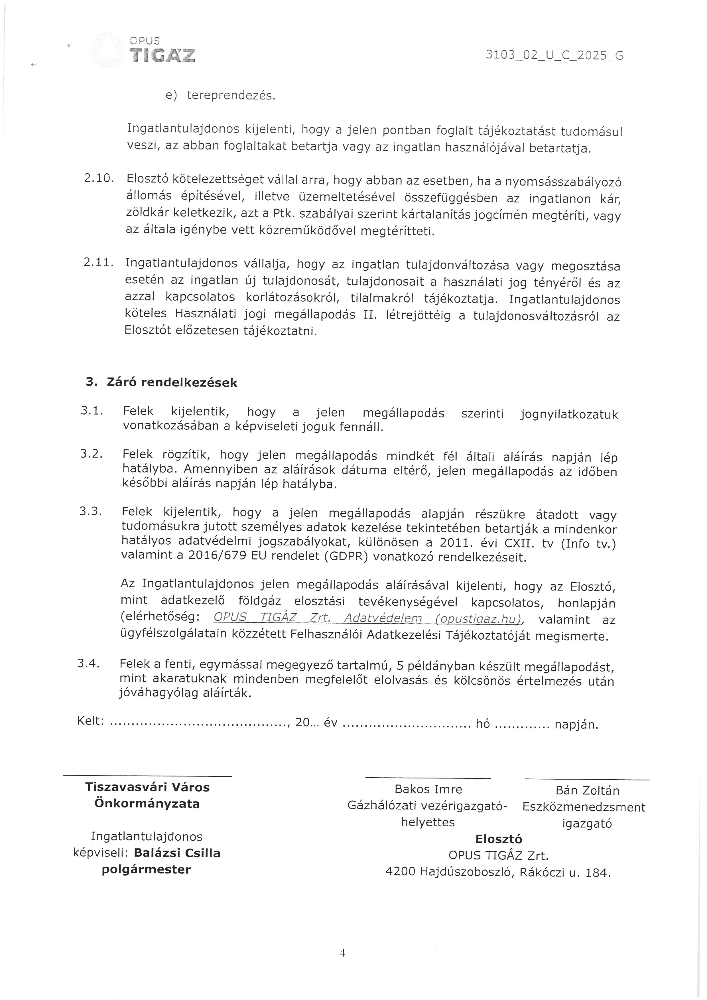 OPUS
TIGÁZ
3103_02_U_C_2025_G
e) tereprendezés.
Ingatlantulajdonos kijelenti, hogy a jelen pontban foglalt tájékoztatást tudomásul
veszi, az abban foglaltakat betartja vagy az ingatlan használójával betartatja.
2.10. Elosztó kötelezettséget vállal arra, hogy abban az esetben, ha a nyomsásszabályozó
állomás építésével, illetve üzemeltetésével összefüggésben az ingatlanon kár,
zöldkár keletkezik, azt a Ptk. szabályai szerint kártalanítás jogcímén megtéríti, vagy
az általa igénybe vett közreműködővel megtérítteti.
2.11. Ingatlantulajdonos vállalja, hogy az ingatlan tulajdonváltozása vagy megosztása
esetén az ingatlan új tulajdonosát, tulajdonosait a használati jog tényéről és az
azzal kapcsolatos korlátozásokról, tilalmakról tájékoztatja. Ingatlantulajdonos
köteles Használati jogi megállapodás II. létrejöttéig a tulajdonosváltozásról az
Elosztót előzetesen tájékoztatni.
3. Záró rendelkezések
3.1. Felek kijelentik, hogy a jelen megállapodás szerinti jognyilatkozatuk
vonatkozásában a képviseleti joguk fennáll.
3.2. Felek rögzítik, hogy jelen megállapodás mindkét fél általi aláírás napján lép
hatályba. Amennyiben az aláírások dátuma eltérő, jelen megállapodás az időben
későbbi aláírás napján lép hatályba.
3.3. Felek kijelentik, hogy a jelen megállapodás alapján részükre átadott vagy
tudomásukra jutott személyes adatok kezelése tekintetében betartják a mindenkor
hatályos adatvédelmi jogszabályokat, különösen a 2011. évi CXII. tv (Info tv.)
valamint a 2016/679 EU rendelet (GDPR) vonatkozó rendelkezéseit.
Az Ingatlantulajdonos jelen megállapodás aláírásával kijelenti, hogy az Elosztó,
mint adatkezelő földgáz elosztási tevékenységével kapcsolatos, honlapján
(elérhetőség: OPUS TIGÁZ Zrt. Adatvédelem (opustigaz.hu), valamint az
ügyfélszolgálatain közzétett Felhasználói Adatkezelési Tájékoztatóját megismerte.
3.4. Felek a fenti, egymással megegyező tartalmú, 5 példányban készült megállapodást,
mint akaratuknak mindenben megfelelőt elolvasás és kölcsönös értelmezés után
jóváhagyólag aláírták.
Kelt: ........................................, 20... év .............................. hó ............. napján.
Tiszavasvári Város
Önkormányzata
Ingatlantulajdonos
képviseli: Balázsi Csilla
polgármester
Bakos Imre
Gázhálózati vezérigazgató-
helyettes
Bán Zoltán
Eszközmenedzsment
igazgató
Elosztó
OPUS TIGÁZ Zrt.
4200 Hajdúszoboszló, Rákóczi u. 184.
4